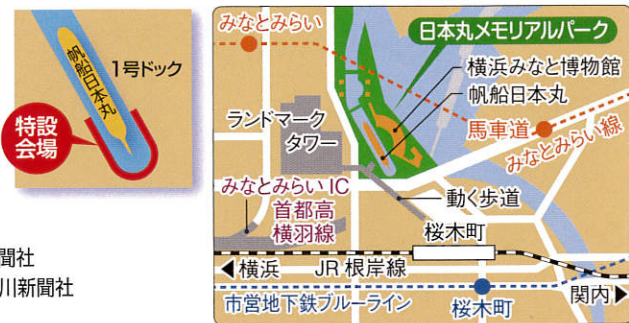 帆船日本丸
1号ドック
特設
会場
聞社
川新聞社
みなとみらい
日本丸メモリアルパーク
横浜みなと博物館
帆船日本丸
ランドマーク
タワー
馬車道
みなとみらい線
みなとみらいIC
首都高
横羽線
動く歩道
桜木町
◀横浜
JR根岸線
関内▶
市営地下鉄ブルーライン
桜木町